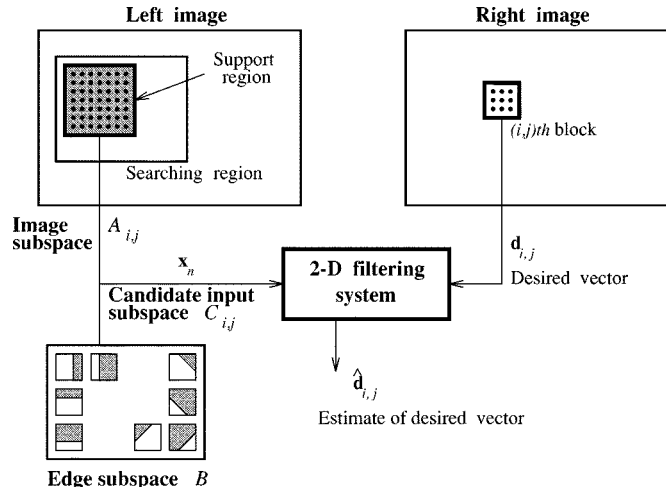 Left image
Right image
Support
region
(i,j)th block
Searching region
Image
subspace
A i,j
x n
Candidate input
subspace C i,j
2-D filtering
system
d i,j
Desired vector
d̂ i,j
Estimate of desired vector
Edge subspace B